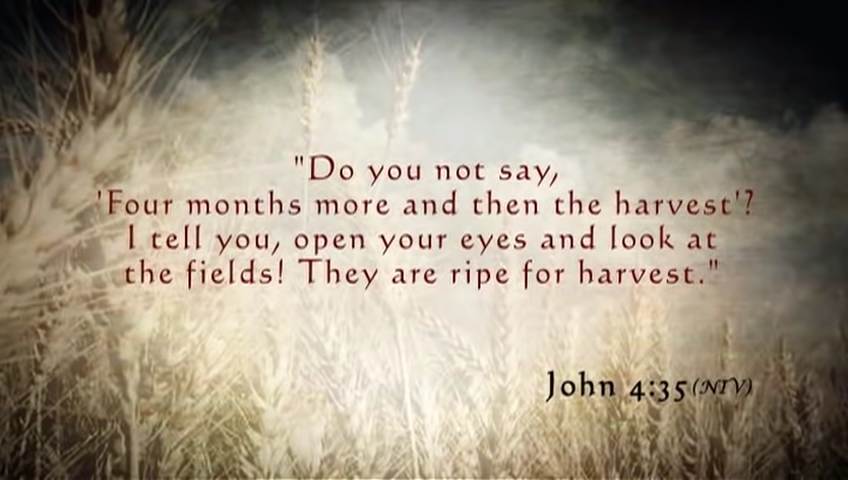 "Do you not say,
'Four months more and then the harvest'?
I tell you, open your eyes and look at
the fields! They are ripe for harvest."
John 4:35 (NIV)